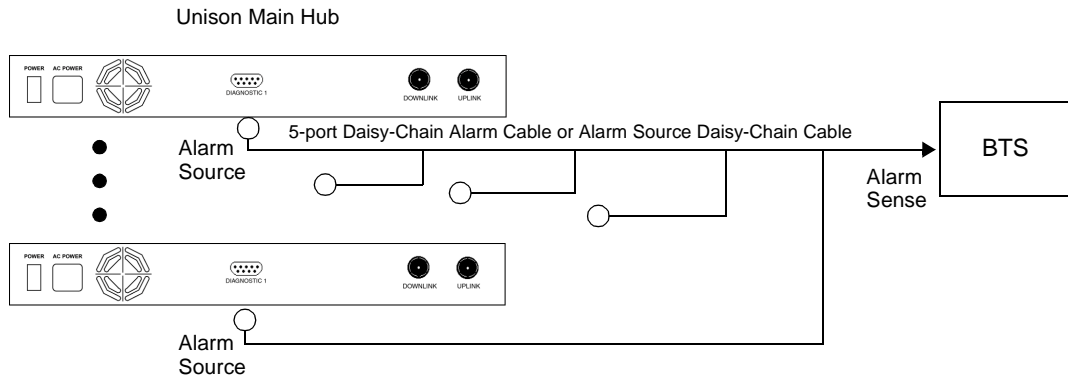 Unison Main Hub
POWER AC POWER
DIAGNOSTIC 1
DOWNLINK UPLINK
5-port Daisy-Chain Alarm Cable or Alarm Source Daisy-Chain Cable
Alarm
Source
BTS
Alarm
Sense
POWER AC POWER
DIAGNOSTIC 1
DOWNLINK UPLINK
Alarm
Source